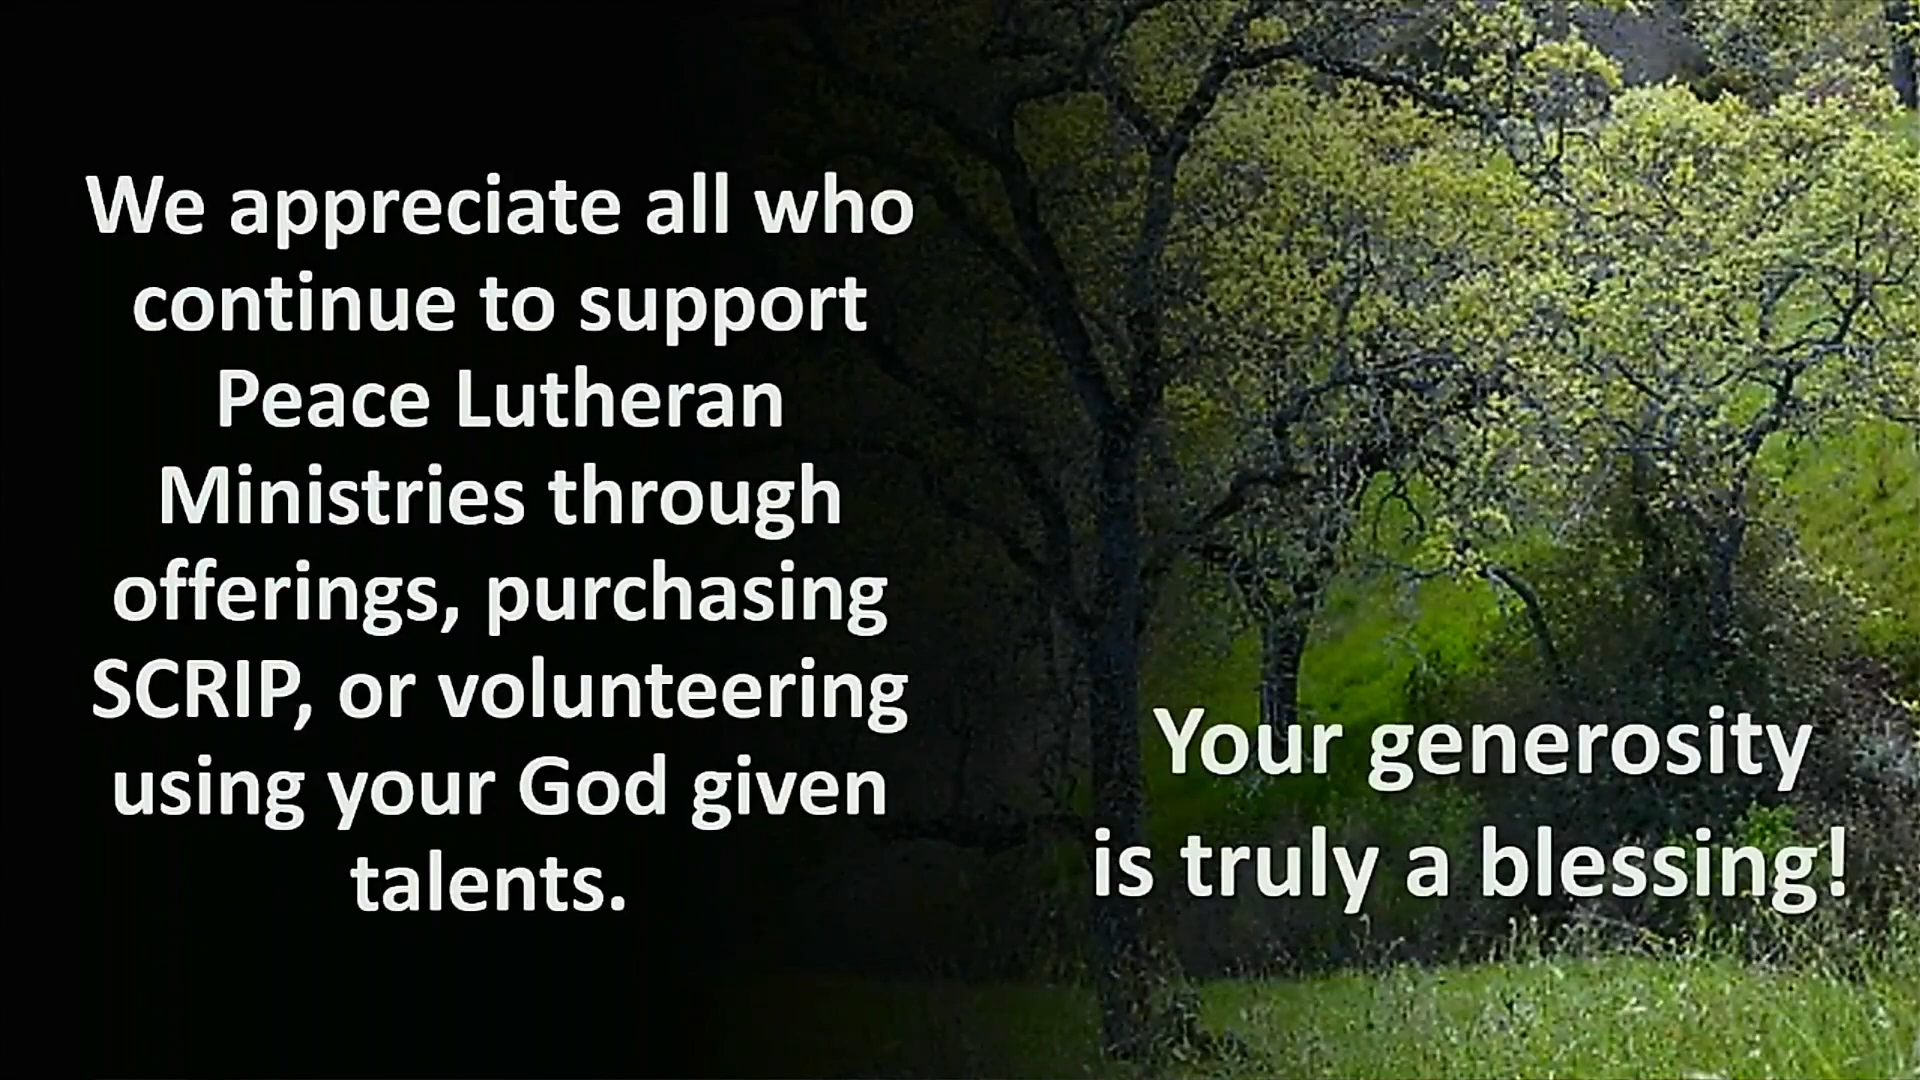 We appreciate all who
continue to support
Peace Lutheran
Ministries through
offerings, purchasing
SCRIP, or volunteering
using your God given
talents.
Your generosity
is truly a blessing!